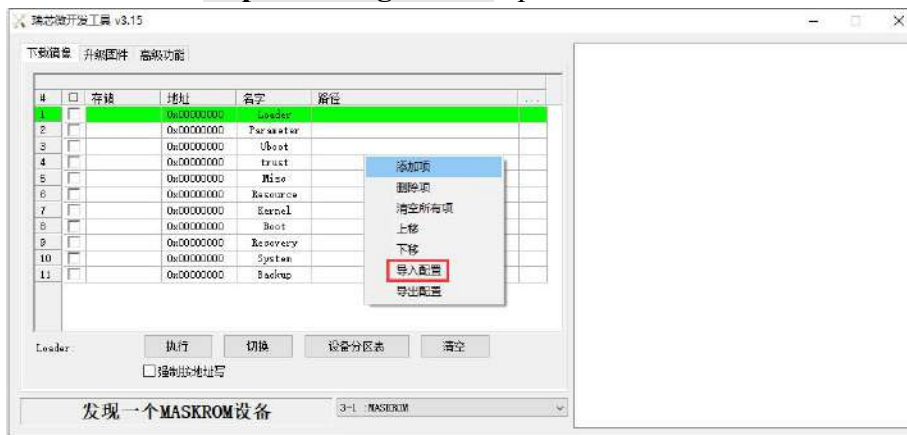 瑞芯微开发工具 v3.15
下载镜像 升级固件 高级功能
# 存储 地址 名字 路径 ...
1 0x00000000 Loader
2 0x00000000 Parameter
3 0x00000000 Uboot
4 0x00000000 trust
5 0x00000000 Misc
6 0x00000000 Resource
7 0x00000000 Kernel
8 0x00000000 Boot
9 0x00000000 Recovery
10 0x00000000 System
11 0x00000000 Backup
添加项
删除项
清空所有项
上移
下移
导入配置
导出配置
Loader:
执行 切换 设备分区表 清空
强制按地址写
发现一个MASKROM设备 3-1 :MASKROM